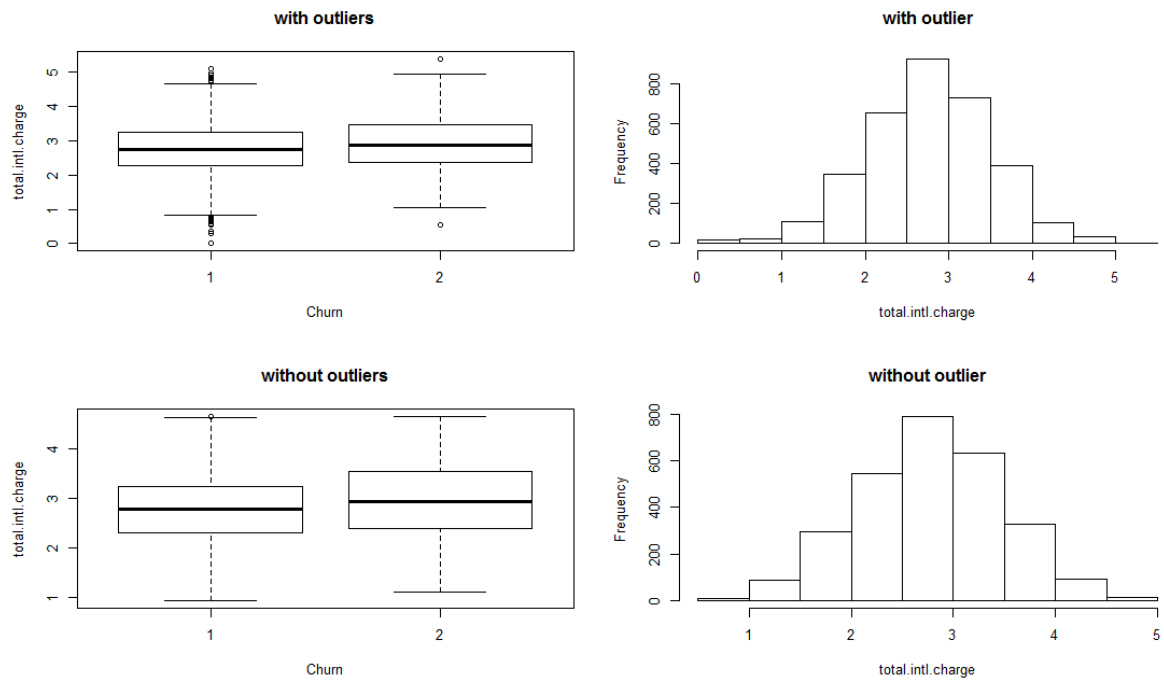 with outliers
total.intl.charge
5
4
3
2
1
0
1 2
Churn
with outlier
Frequency
800
600
400
200
0
0 1 2 3 4 5
total.intl.charge
without outliers
total.intl.charge
4
3
2
1
1 2
Churn
without outlier
Frequency
800
600
400
200
0
1 2 3 4 5
total.intl.charge